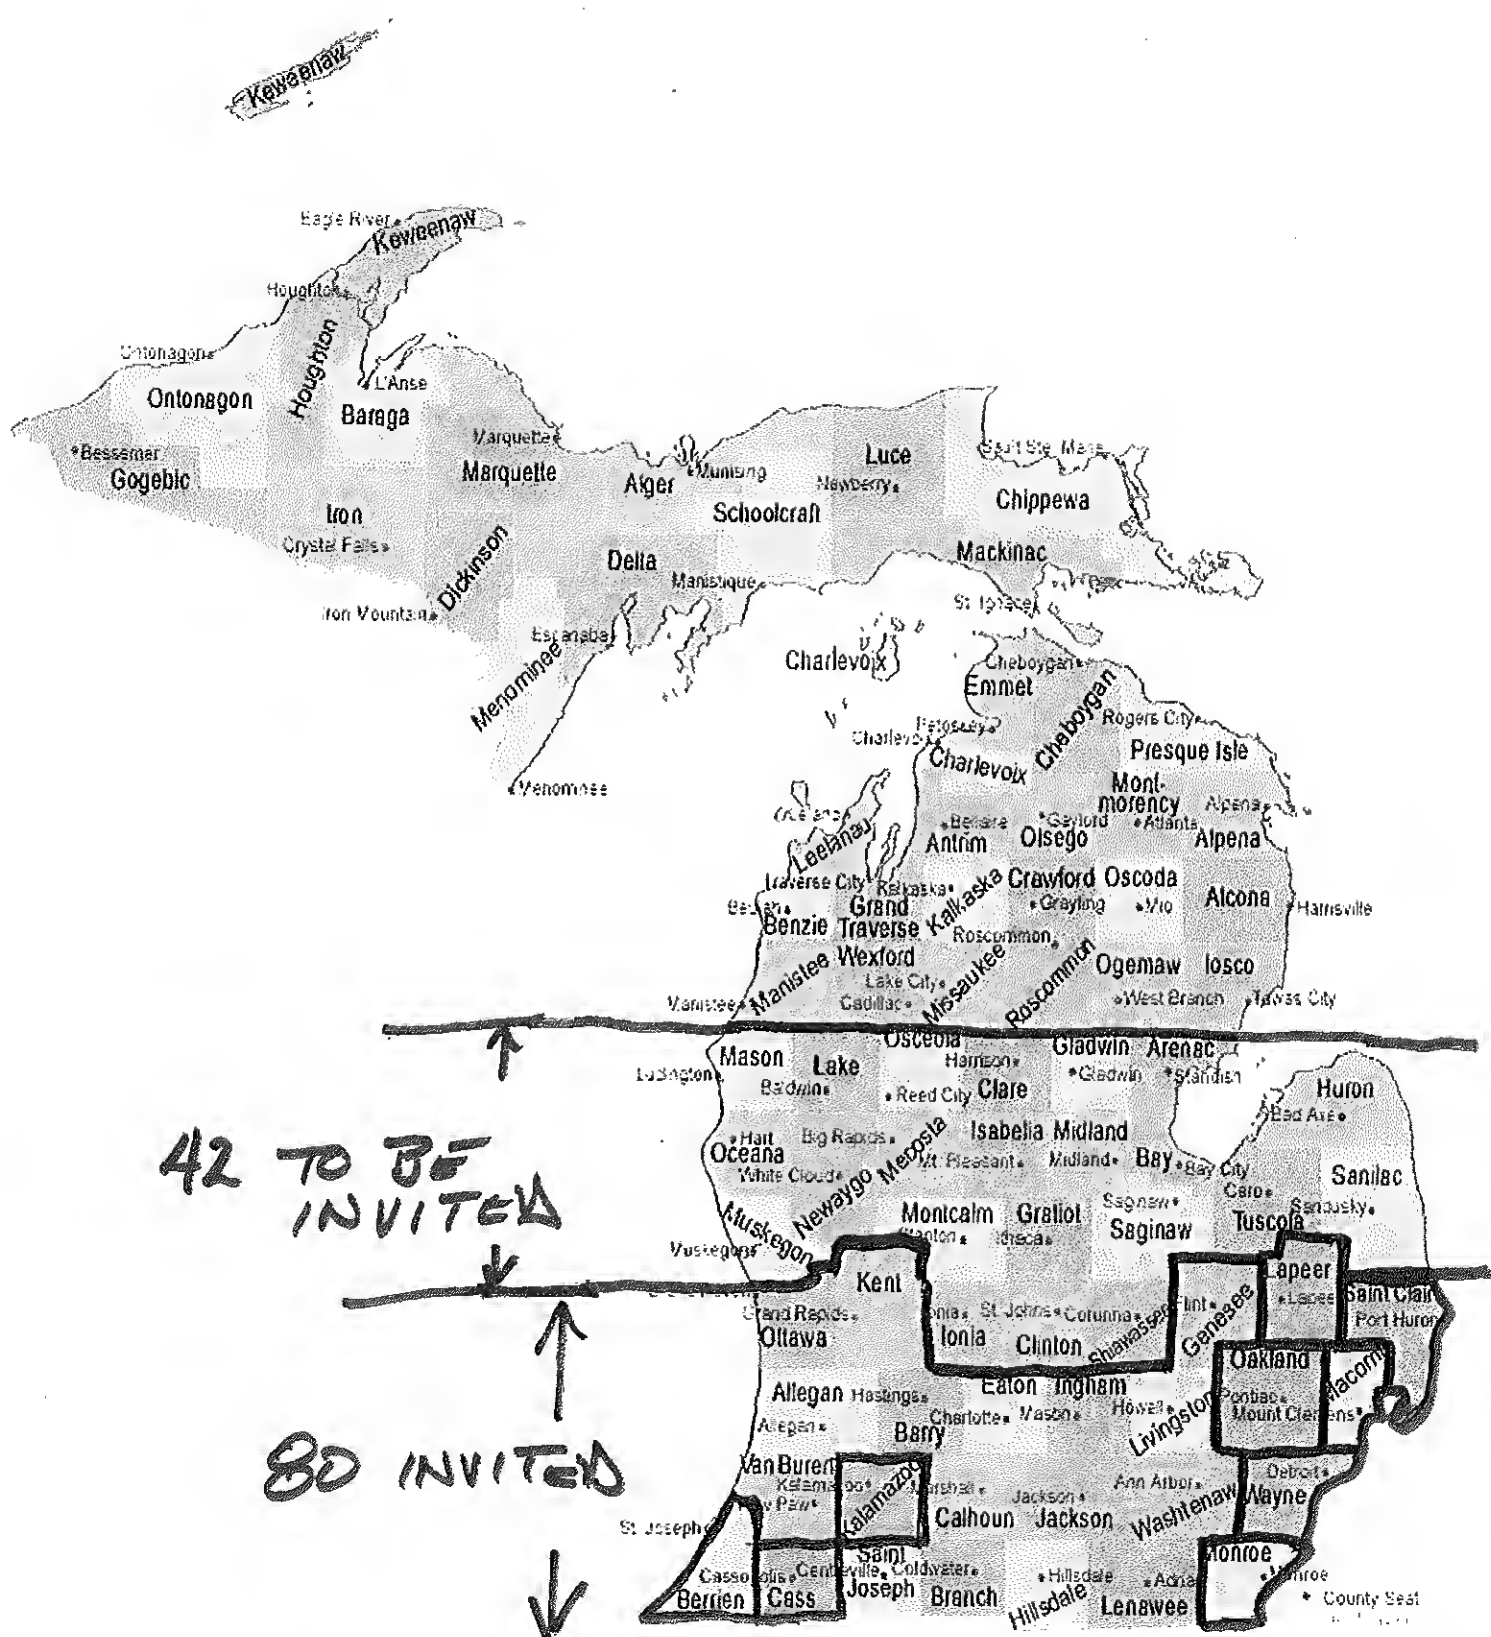 Keweenaw
Eagle River
Keweenaw
Houghton
Ontonagon
Houghton
L'Anse
Ontonagon
Baraga
Bessemer
Gogebic
Marquette
Marquette
Alger
Munising
Luce
Newberry
Sault Ste. Marie
Chippewa
Schoolcraft
Iron
Crystal Falls
Dickinson
Delta
Manistique
Mackinac
Iron Mountain
Escanaba
St. Ignace
Menominee
Menominee
Charlevoix
Cheboygan
Emmet
Cheboygan
Petoskey
Rogers City
Charlevoix
Charlevoix
Presque Isle
Mont-
morency
Alpena
Leelanau
Bellaire
Antrim
Gaylord
Otsego
Atlanta
Alpena
Traverse City
Kalkaska
Kalkaska
Crawford
Oscoda
Grayling
Mio
Alcona
Harrisville
Benzie
Grand
Traverse
Roscommon
Wexford
Manistee
Lake City
Missaukee
Roscommon
Ogemaw
Iosco
Manistee
Cadillac
West Branch
Tawas City
Osceola
Gladwin
Arenac
Mason
Lake
Harrison
Gladwin
Standish
Ludington
Baldwin
Reed City
Clare
Huron
Bad Axe
Hart
Big Rapids
Mecosta
Isabella
Midland
Oceana
White Cloud
Newaygo
Mt. Pleasant
Midland
Bay
Bay City
Caro
Sanilac
Sandusky
42 TO BE
INVITED
Muskegon
Montcalm
Gratiot
Saginaw
Saginaw
Tuscola
Muskegon
Stanton
Ithaca
Kent
Lapeer
Lapeer
Saint Clair
Port Huron
Grand Rapids
Ottawa
Ionia
Ionia
St. Johns
Clinton
Corunna
Shiawassee
Flint
Genesee
Oakland
Macomb
Allegan
Hastings
Eaton
Ingham
Pontiac
Mount Clemens
Allegan
Barry
Charlotte
Mason
Howell
Livingston
80 INVITED
Van Buren
Kalamazoo
Kalamazoo
Paw Paw
Marshall
Calhoun
Jackson
Jackson
Ann Arbor
Washtenaw
Detroit
Wayne
St. Joseph
Cassopolis
Centreville
Saint
Joseph
Coldwater
Branch
Hillsdale
Hillsdale
Adrian
Lenawee
Monroe
Monroe
Berrien
Cass
County Seat